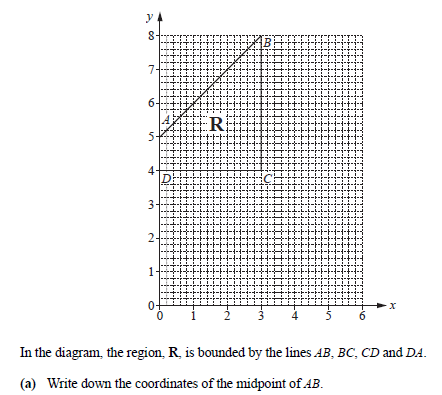 y
8
B
7
6
A
R
5
4
D
C
3
2
1
0
x
0 1 2 3 4 5 6
In the diagram, the region, R, is bounded by the lines AB, BC, CD and DA.
(a) Write down the coordinates of the midpoint of AB.